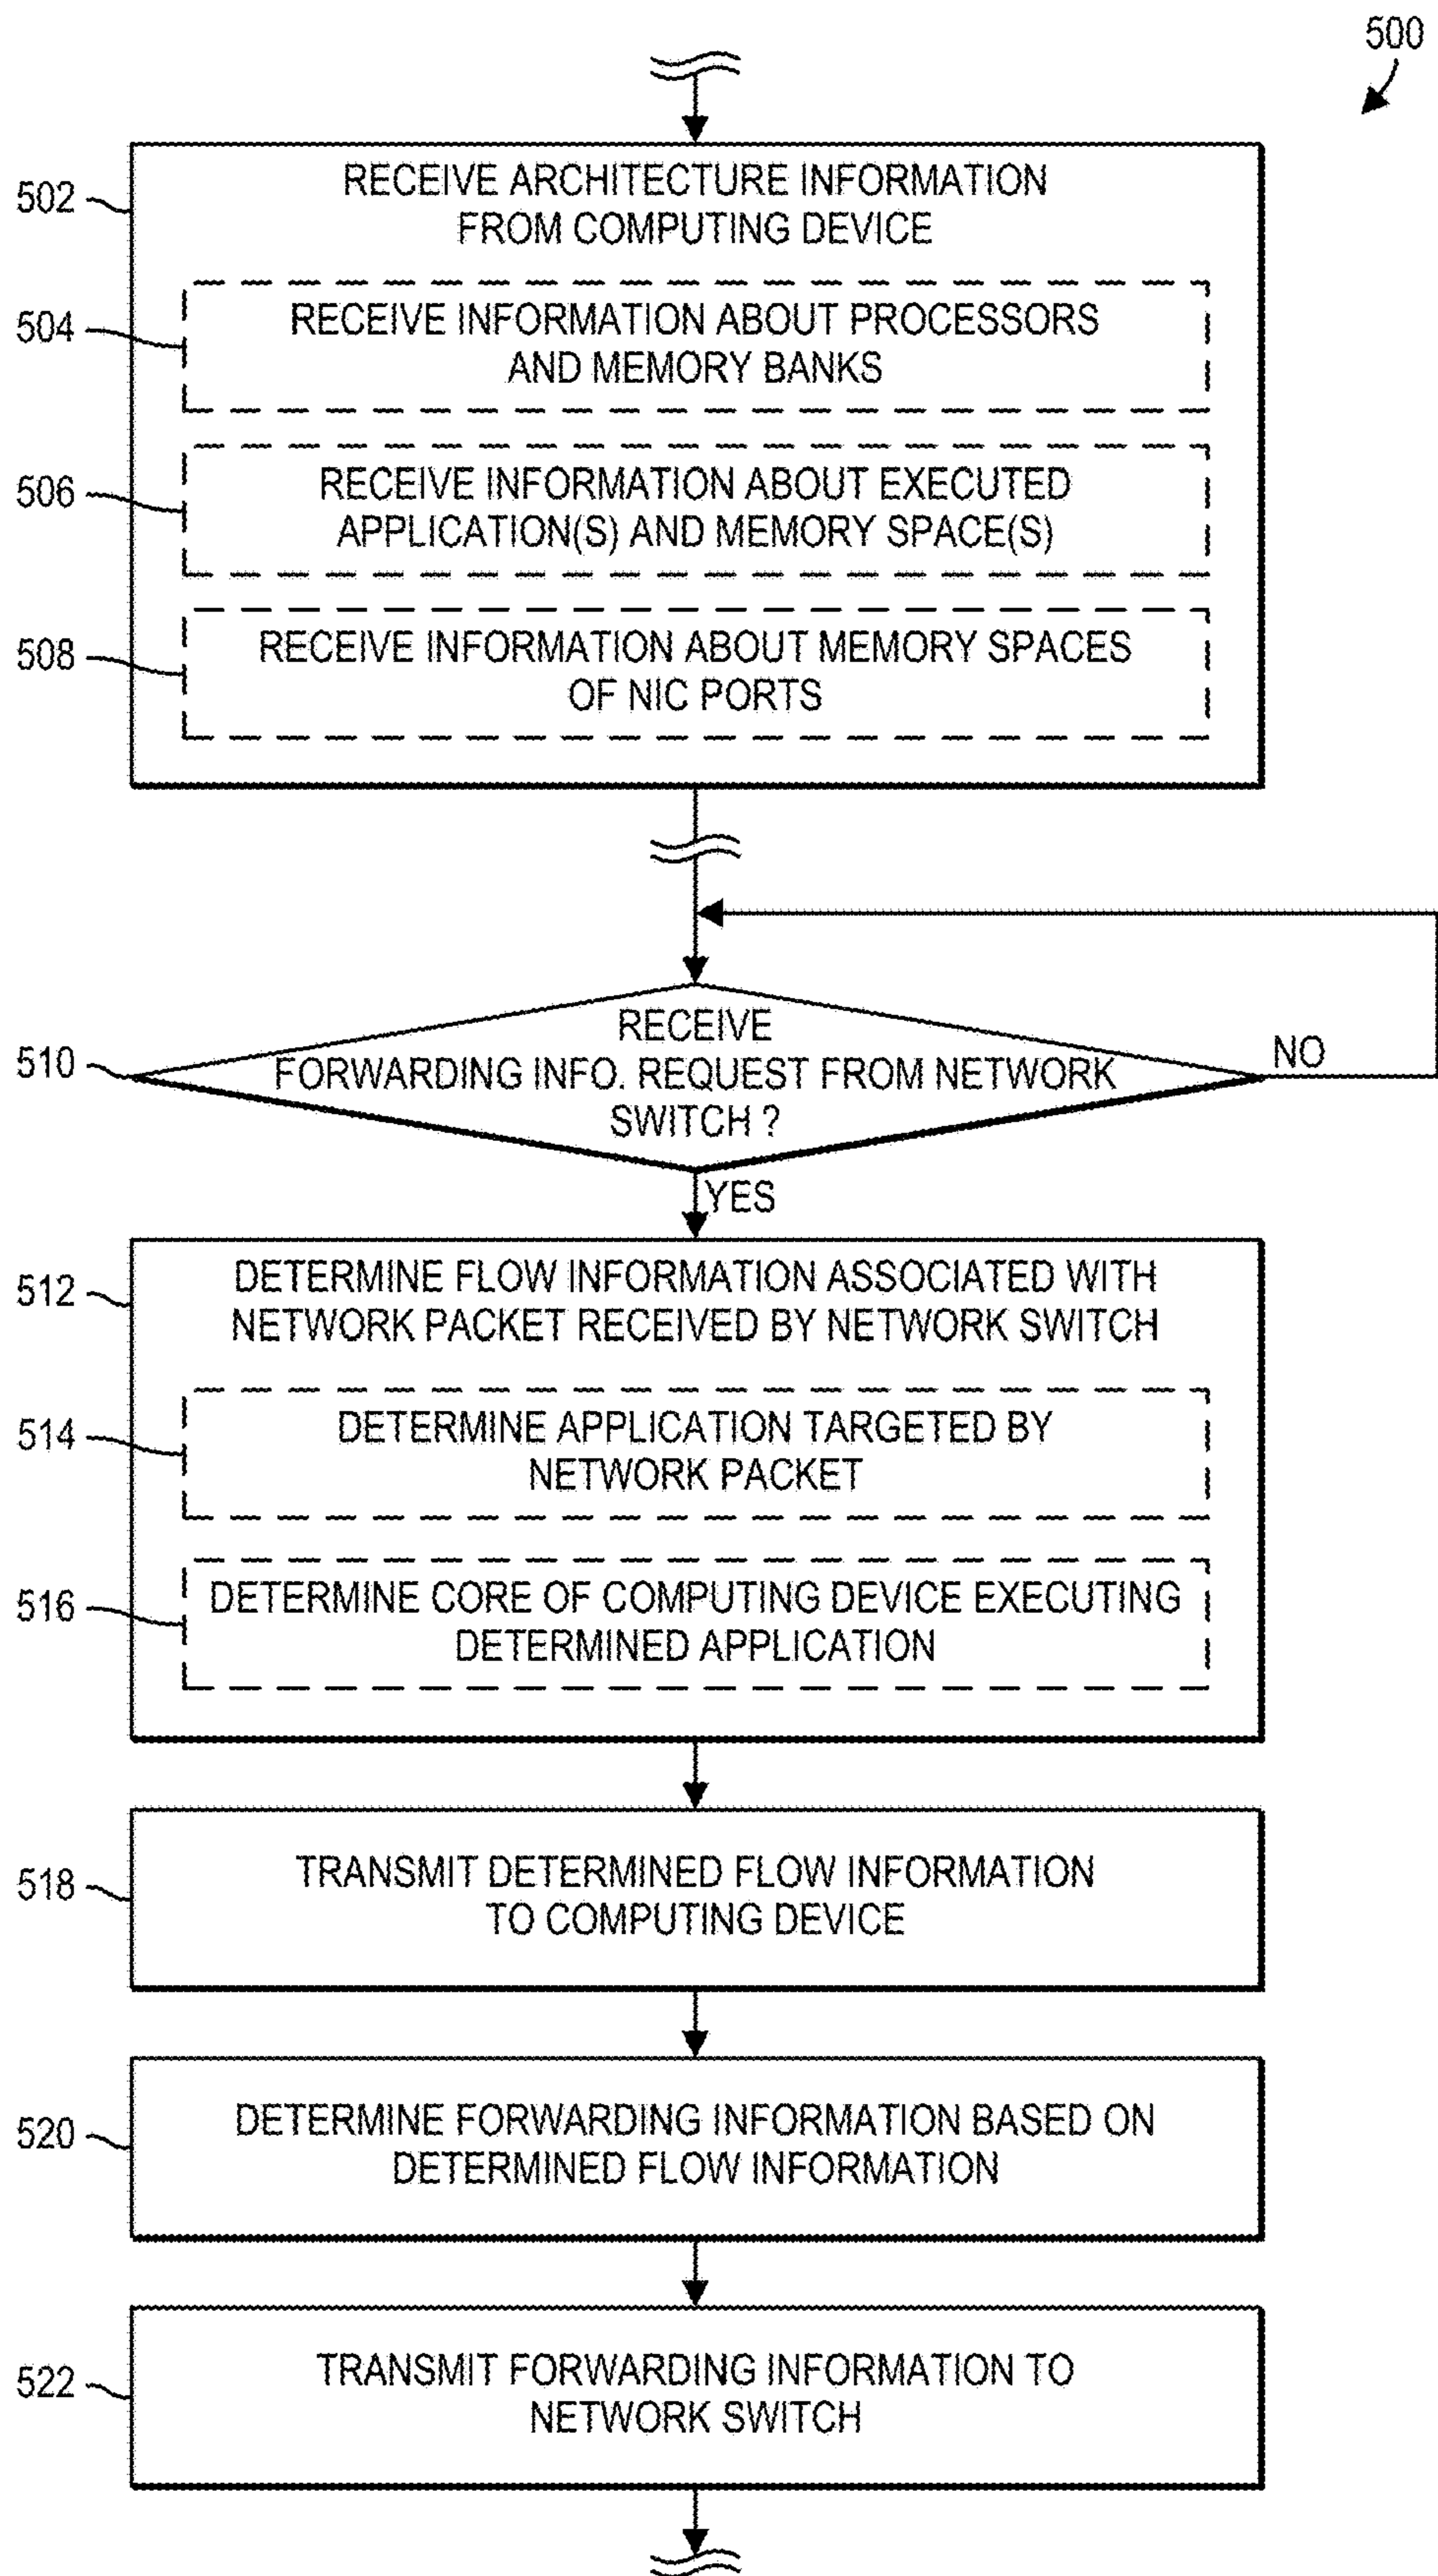 500
502
RECEIVE ARCHITECTURE INFORMATION
FROM COMPUTING DEVICE
504
RECEIVE INFORMATION ABOUT PROCESSORS
AND MEMORY BANKS
506
RECEIVE INFORMATION ABOUT EXECUTED
APPLICATION(S) AND MEMORY SPACE(S)
508
RECEIVE INFORMATION ABOUT MEMORY SPACES
OF NIC PORTS
510
RECEIVE
FORWARDING INFO. REQUEST FROM NETWORK
SWITCH ?
NO
YES
512
DETERMINE FLOW INFORMATION ASSOCIATED WITH
NETWORK PACKET RECEIVED BY NETWORK SWITCH
514
DETERMINE APPLICATION TARGETED BY
NETWORK PACKET
516
DETERMINE CORE OF COMPUTING DEVICE EXECUTING
DETERMINED APPLICATION
518
TRANSMIT DETERMINED FLOW INFORMATION
TO COMPUTING DEVICE
520
DETERMINE FORWARDING INFORMATION BASED ON
DETERMINED FLOW INFORMATION
522
TRANSMIT FORWARDING INFORMATION TO
NETWORK SWITCH